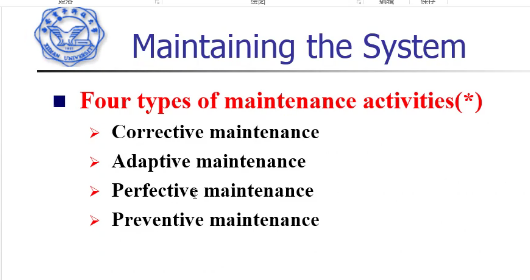 Maintaining the System
Four types of maintenance activities(*)
Corrective maintenance
Adaptive maintenance
Perfective maintenance
Preventive maintenance